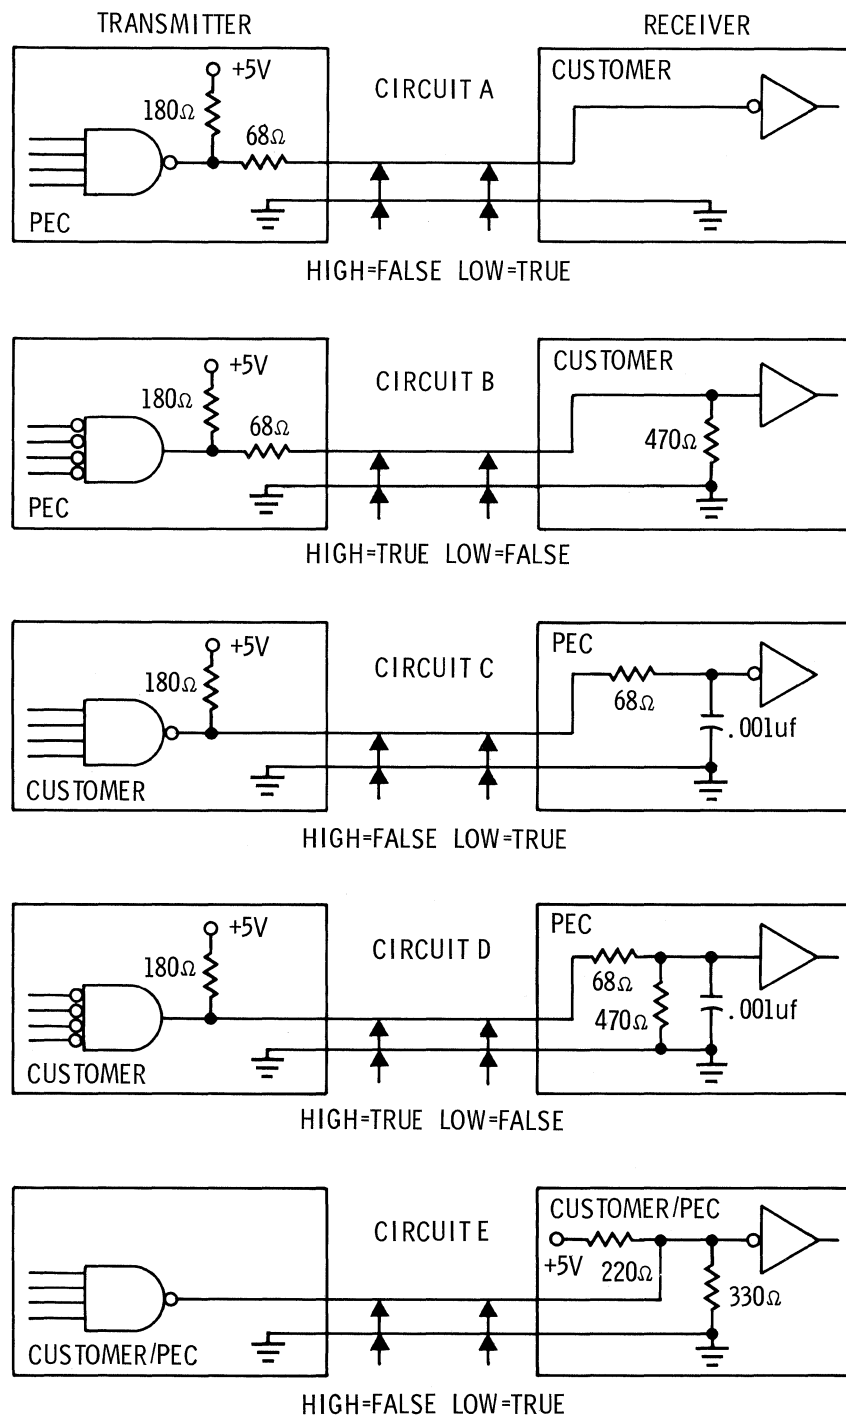 TRANSMITTER
RECEIVER
+5V
180Ω
68Ω
PEC
CIRCUIT A
CUSTOMER
HIGH=FALSE LOW=TRUE
+5V
180Ω
68Ω
PEC
CIRCUIT B
CUSTOMER
470Ω
HIGH=TRUE LOW=FALSE
+5V
180Ω
CUSTOMER
CIRCUIT C
PEC
68Ω
.001uf
HIGH=FALSE LOW=TRUE
+5V
180Ω
CUSTOMER
CIRCUIT D
PEC
68Ω
470Ω
.001uf
HIGH=TRUE LOW=FALSE
CUSTOMER/PEC
CIRCUIT E
CUSTOMER/PEC
+5V
220Ω
330Ω
HIGH=FALSE LOW=TRUE